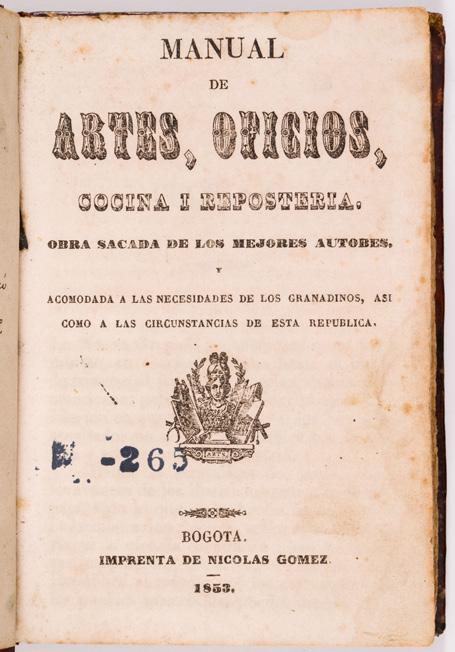 MANUAL
DE
ARTES, OFICIOS,
COCINA I REPOSTERIA.
OBRA SACADA DE LOS MEJORES AUTORES,
Y
ACOMODADA A LAS NECESIDADES DE LOS GRANADINOS, ASI
COMO A LAS CIRCUNSTANCIAS DE ESTA REPUBLICA.
-265
BOGOTA.
IMPRENTA DE NICOLAS GOMEZ
1853.